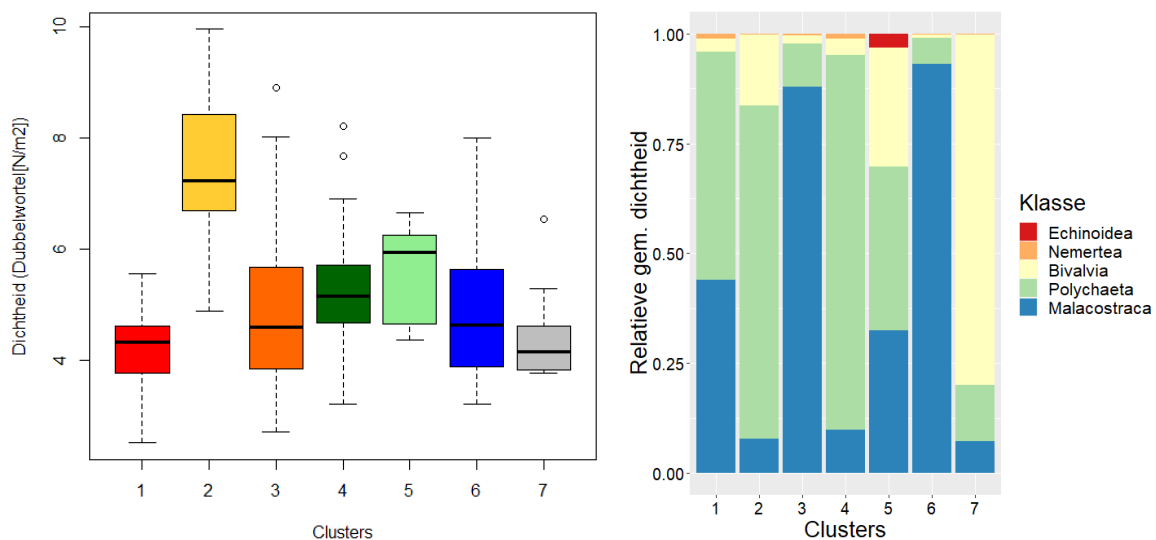 Dichtheid (Dubbelwortel[N/m2])
10
8
6
4
1 2 3 4 5 6 7
Clusters
Relatieve gem. dichtheid
1.00
0.75
0.50
0.25
0.00
1 2 3 4 5 6 7
Clusters
Klasse
Echinoidea
Nemertea
Bivalvia
Polychaeta
Malacostraca